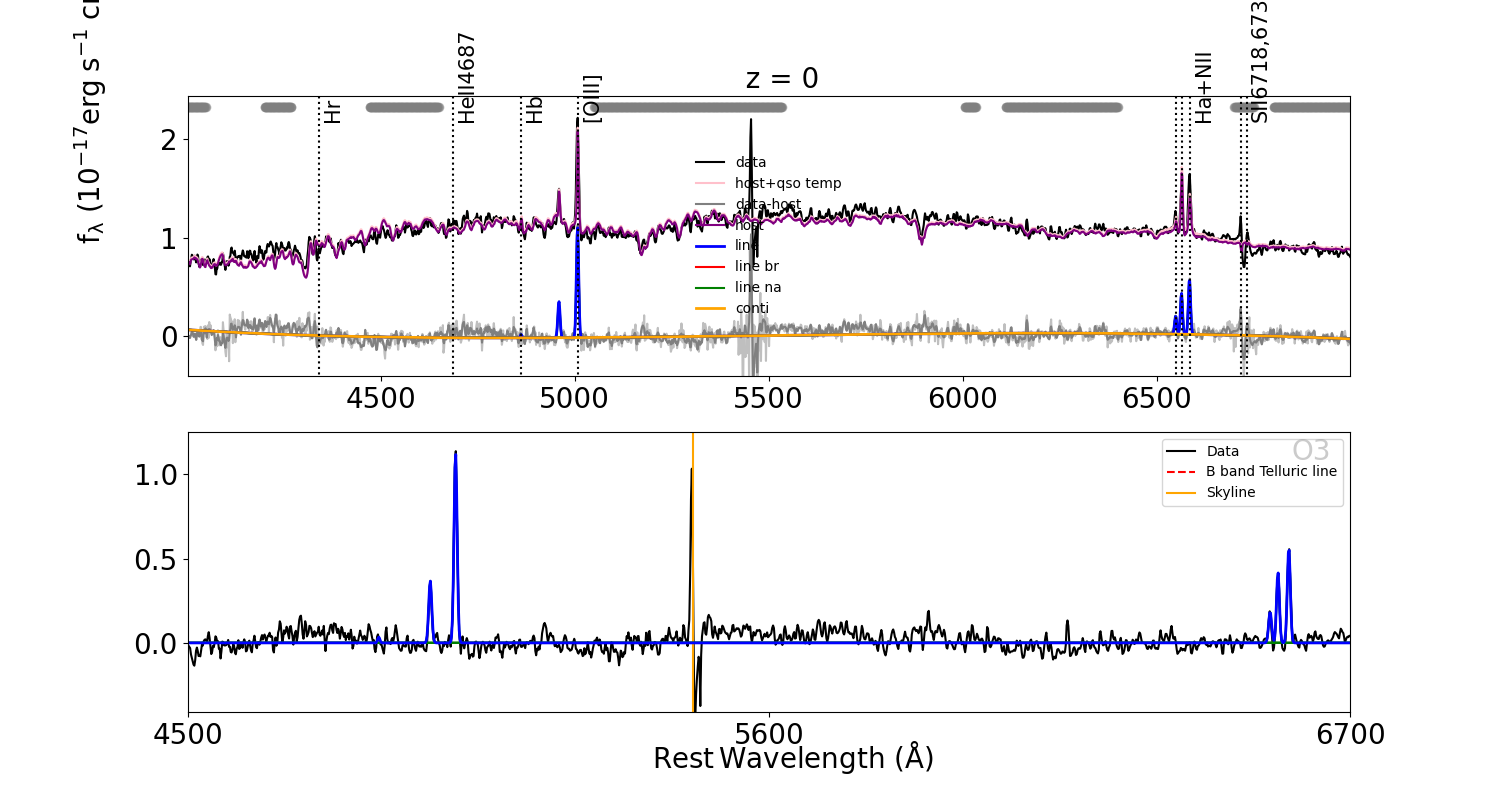 z = 0
Hr
HeII4687
Hb
[OIII]
Ha+NII
SII6718,673
fλ (10−17erg s−1 c
2
1
0
data
host+qso temp
data-host
host
line
line br
line na
conti
4500
5000
5500
6000
6500
O3
Data
B band Telluric line
Skyline
1.0
0.5
0.0
4500
5600
6700
Rest Wavelength (Å)